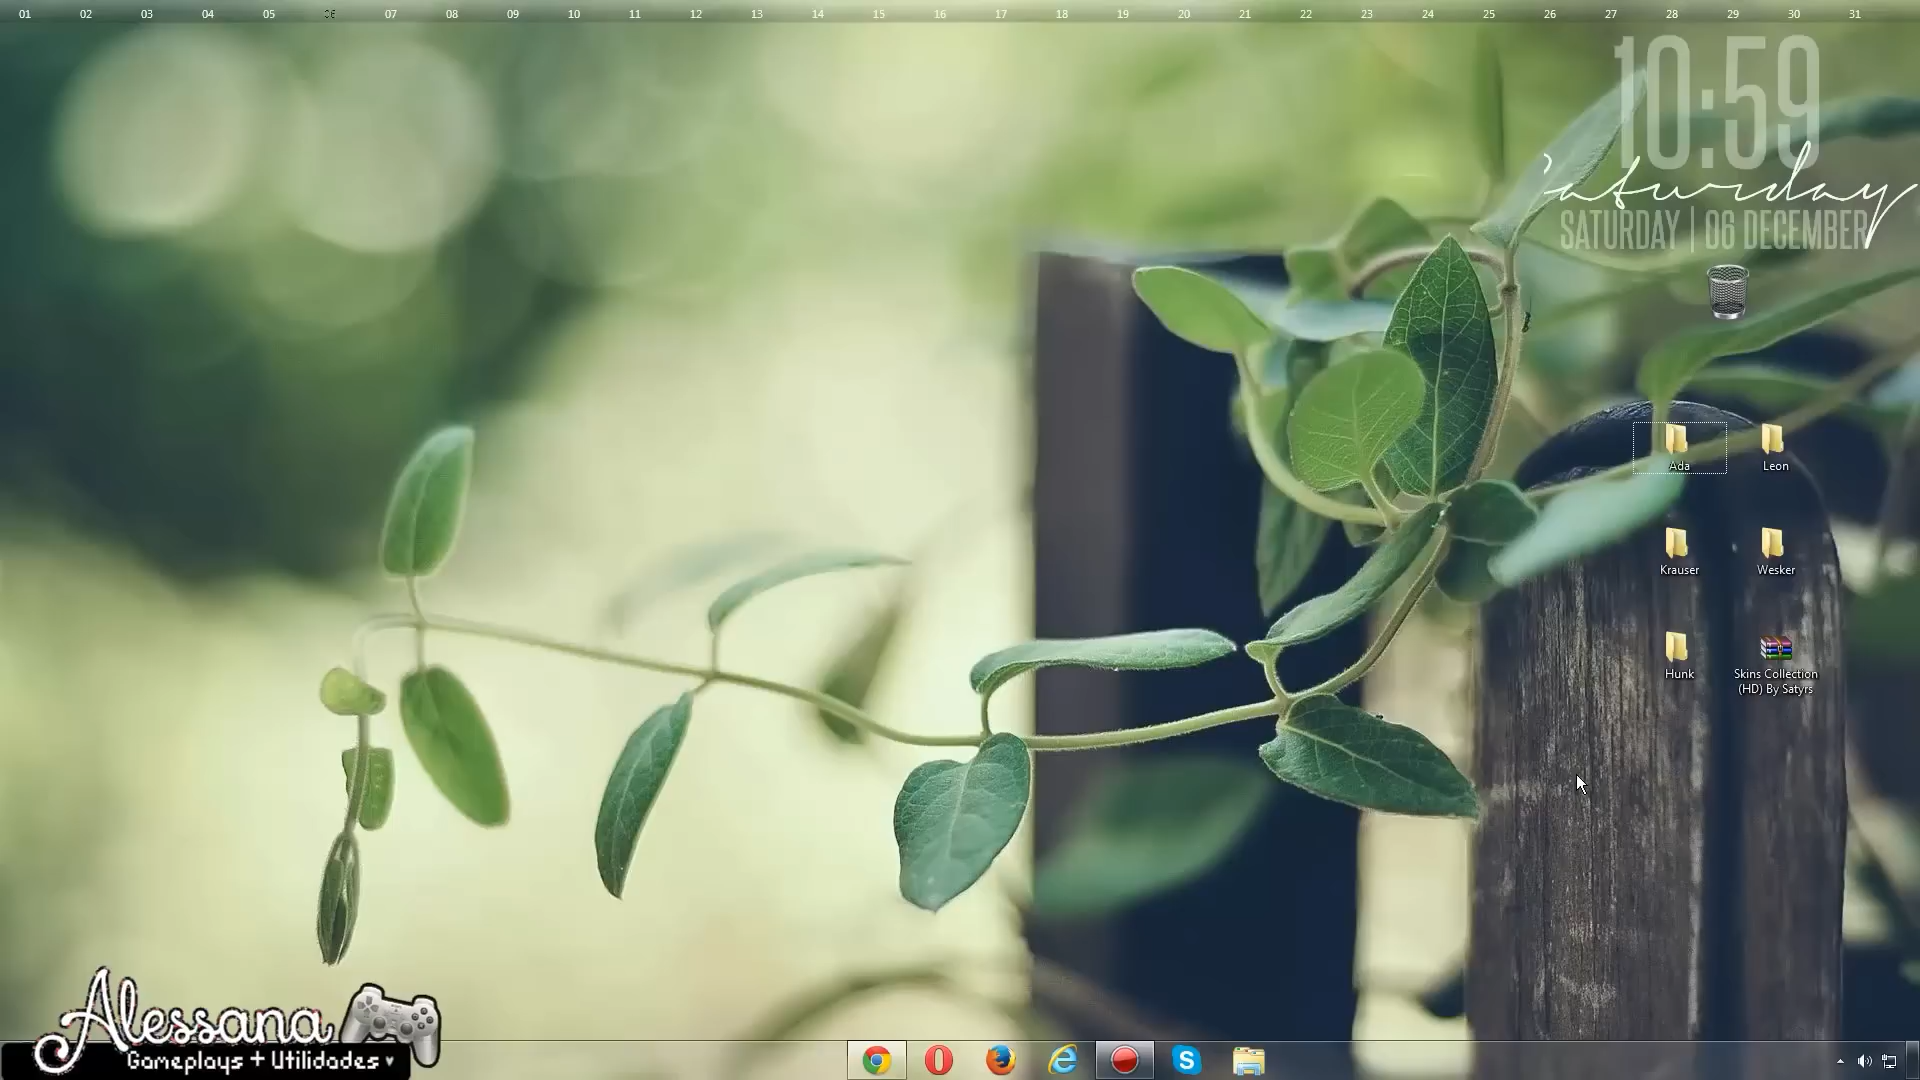 01 02 03 04 05 06 07 08 09 10 11 12 13 14 15 16 17 18 19 20 21 22 23 24 25 26 27 28 29 30 31
10:59
Saturday
SATURDAY | 06 DECEMBER
Ada
Leon
Krauser
Wesker
Hunk
Skins Collection
(HD) By Satyrs
Alessana
Gameplays + Utilidades ♥